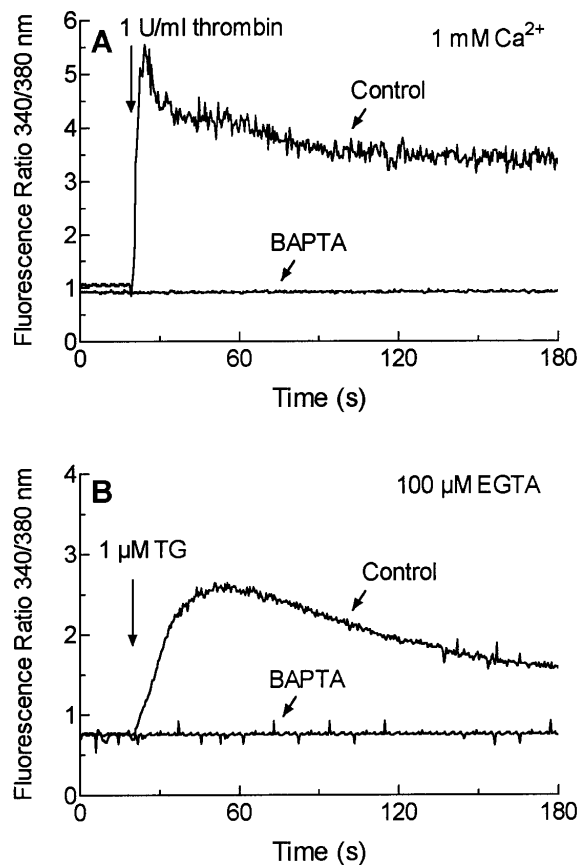 A
1 U/ml thrombin
1 mM Ca²⁺
Control
BAPTA
Fluorescence Ratio 340/380 nm
6
5
4
3
2
1
0
0 60 120 180
Time (s)
B
100 µM EGTA
1 µM TG
Control
BAPTA
Fluorescence Ratio 340/380 nm
4
3
2
1
0
0 60 120 180
Time (s)